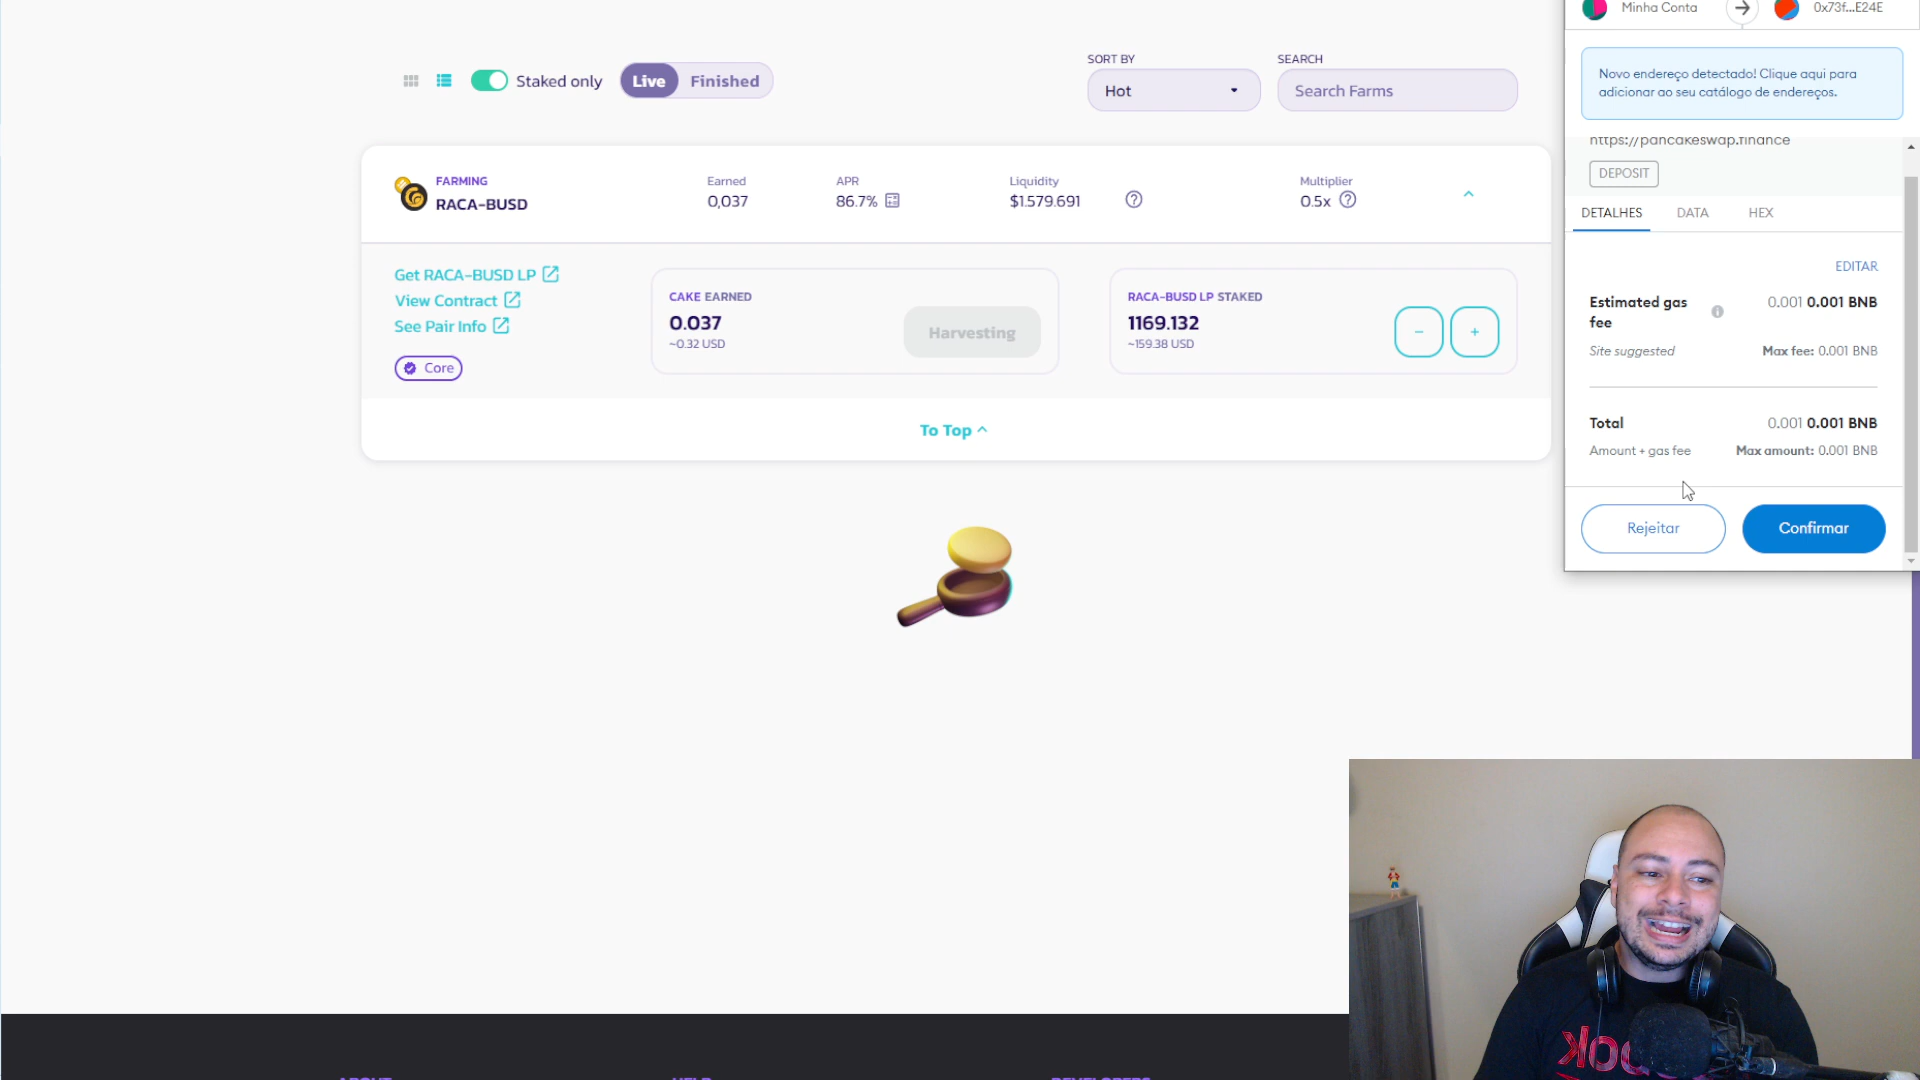 Minha Conta
0x73f...E24E
Novo endereço detectado! Clique aqui para
adicionar ao seu catálogo de endereços.
https://pancakeswap.finance
DEPOSIT
DETALHES
DATA
HEX
EDITAR
Estimated gas
fee
0.001 0.001 BNB
Site suggested
Max fee: 0.001 BNB
Total
0.001 0.001 BNB
Amount + gas fee
Max amount: 0.001 BNB
Rejeitar
Confirmar
Staked only
Live
Finished
SORT BY
Hot
SEARCH
Search Farms
FARMING
RACA-BUSD
Earned
0,037
APR
86.7%
Liquidity
$1.579.691
Multiplier
0.5x
Get RACA-BUSD LP
View Contract
See Pair Info
Core
CAKE EARNED
0.037
~0.32 USD
Harvesting
RACA-BUSD LP STAKED
1169.132
~159.38 USD
To Top
ABOUT
HELP
DEVELOPERS